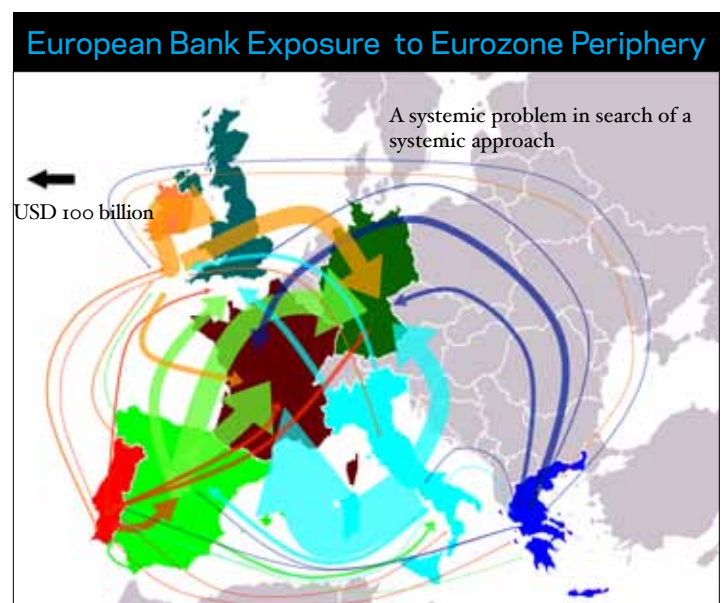 European Bank Exposure to Eurozone Periphery
A systemic problem in search of a
systemic approach
USD 100 billion